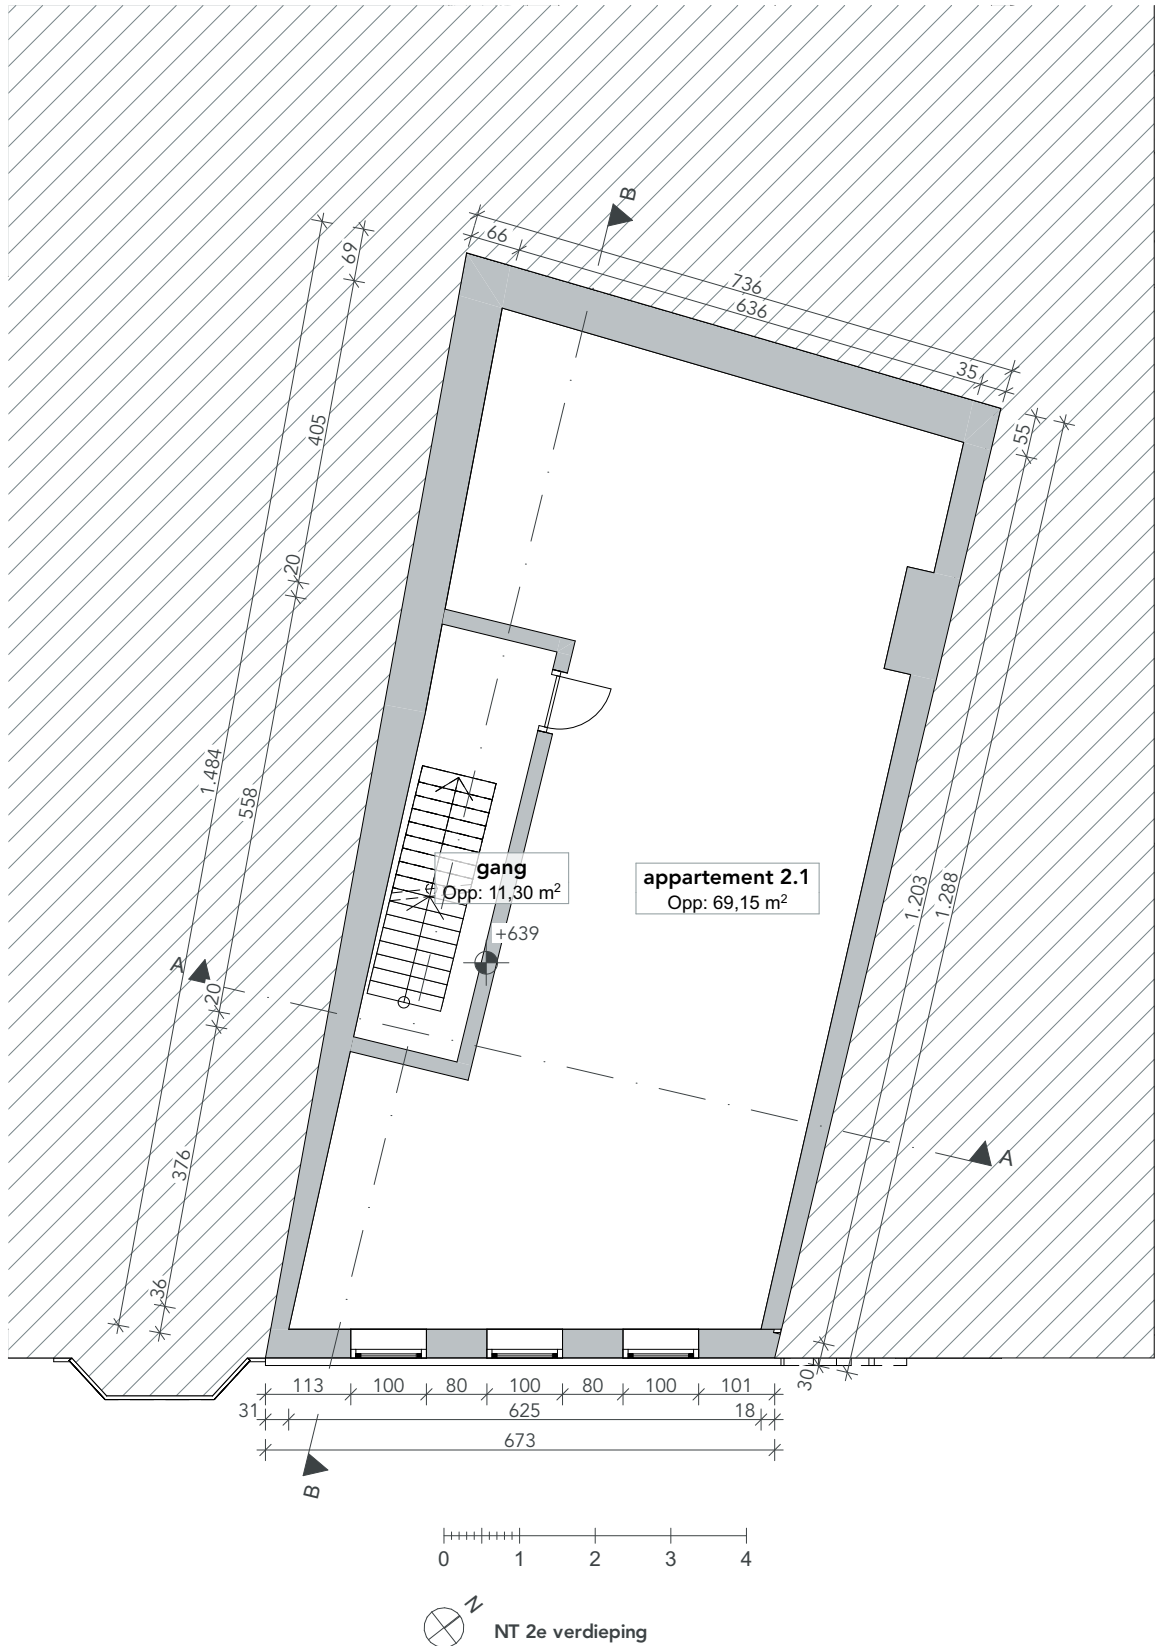 B
66
736
636
35
69
405
20
55
1.484
558
gang
Opp: 11,30 m²
appartement 2.1
Opp: 69,15 m²
1.203
1.288
+639
A
20
A
376
36
30
113 100 80 100 80 100 101
31 625 18
673
B
0 1 2 3 4
N
NT 2e verdieping